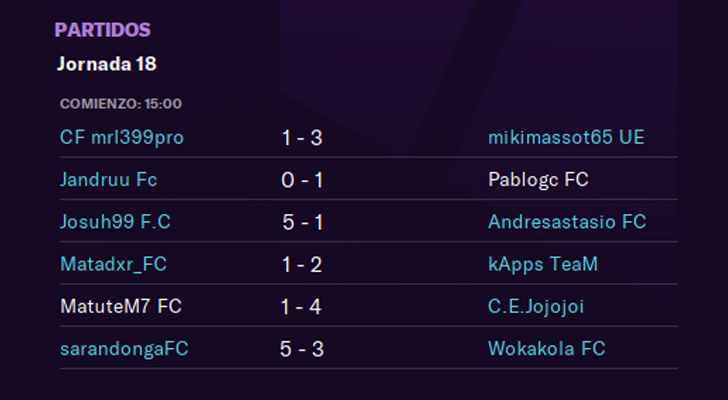 PARTIDOS
Jornada 18
COMIENZO: 15:00
CF mrl399pro 1 - 3 mikimassot65 UE
Jandruu Fc 0 - 1 Pablogc FC
Josuh99 F.C 5 - 1 Andresastasio FC
Matadxr_FC 1 - 2 kApps TeaM
MatuteM7 FC 1 - 4 C.E.Jojojoi
sarandongaFC 5 - 3 Wokakola FC